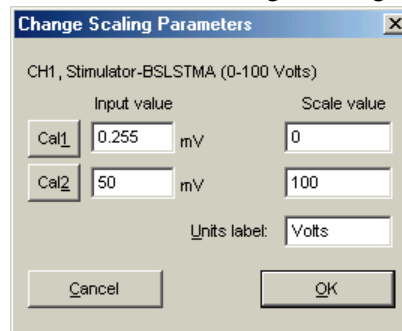 Change Scaling Parameters
CH1, Stimulator-BSLSTMA (0-100 Volts)
Input value Scale value
Cal1 0.255 mV 0
Cal2 50 mV 100
Units label: Volts
Cancel OK